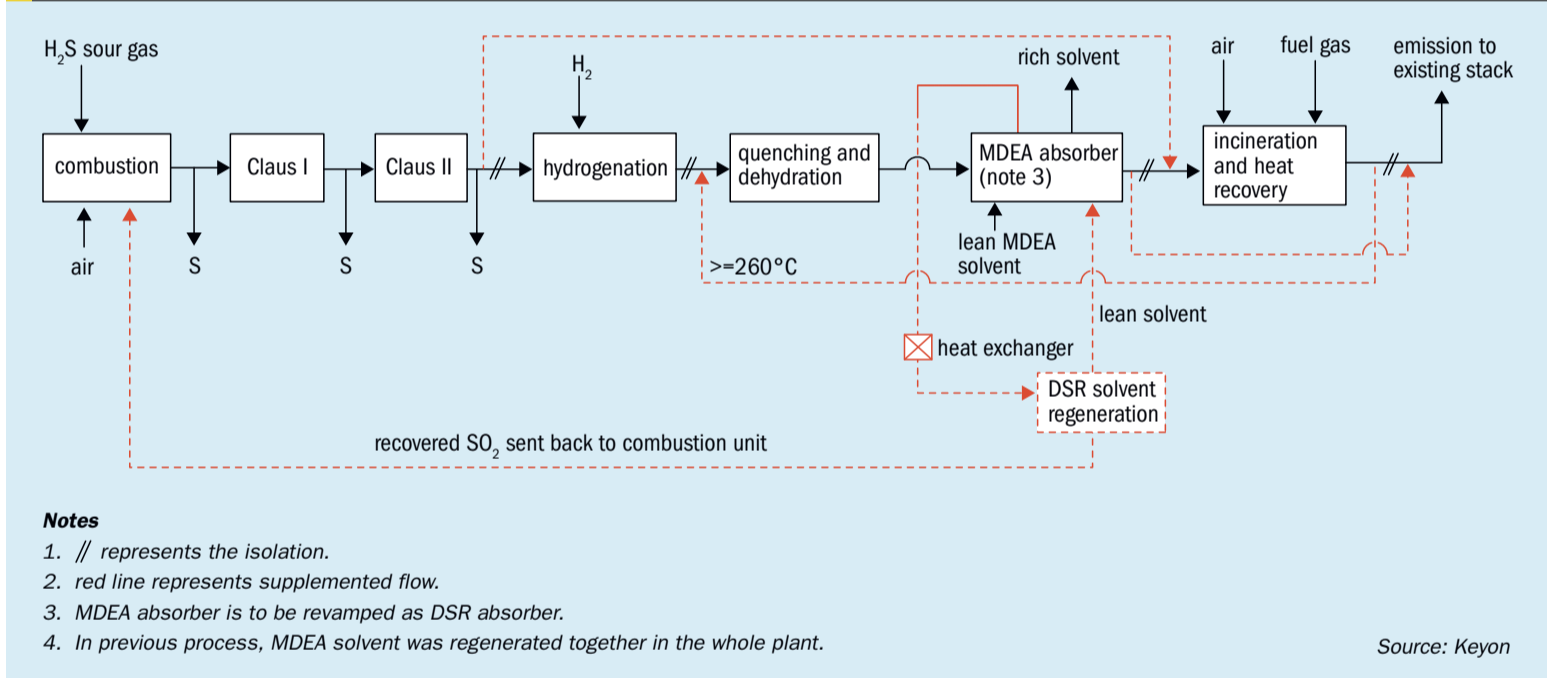 H₂S sour gas
H₂
rich solvent
air
fuel gas
emission to
existing stack
combustion
Claus I
Claus II
hydrogenation
quenching and
dehydration
MDEA absorber
(note 3)
incineration
and heat
recovery
air
S
S
S
>=260°C
lean MDEA
solvent
lean solvent
heat exchanger
DSR solvent
regeneration
recovered SO₂ sent back to combustion unit
Notes
1. // represents the isolation.
2. red line represents supplemented flow.
3. MDEA absorber is to be revamped as DSR absorber.
4. In previous process, MDEA solvent was regenerated together in the whole plant.
Source: Keyon